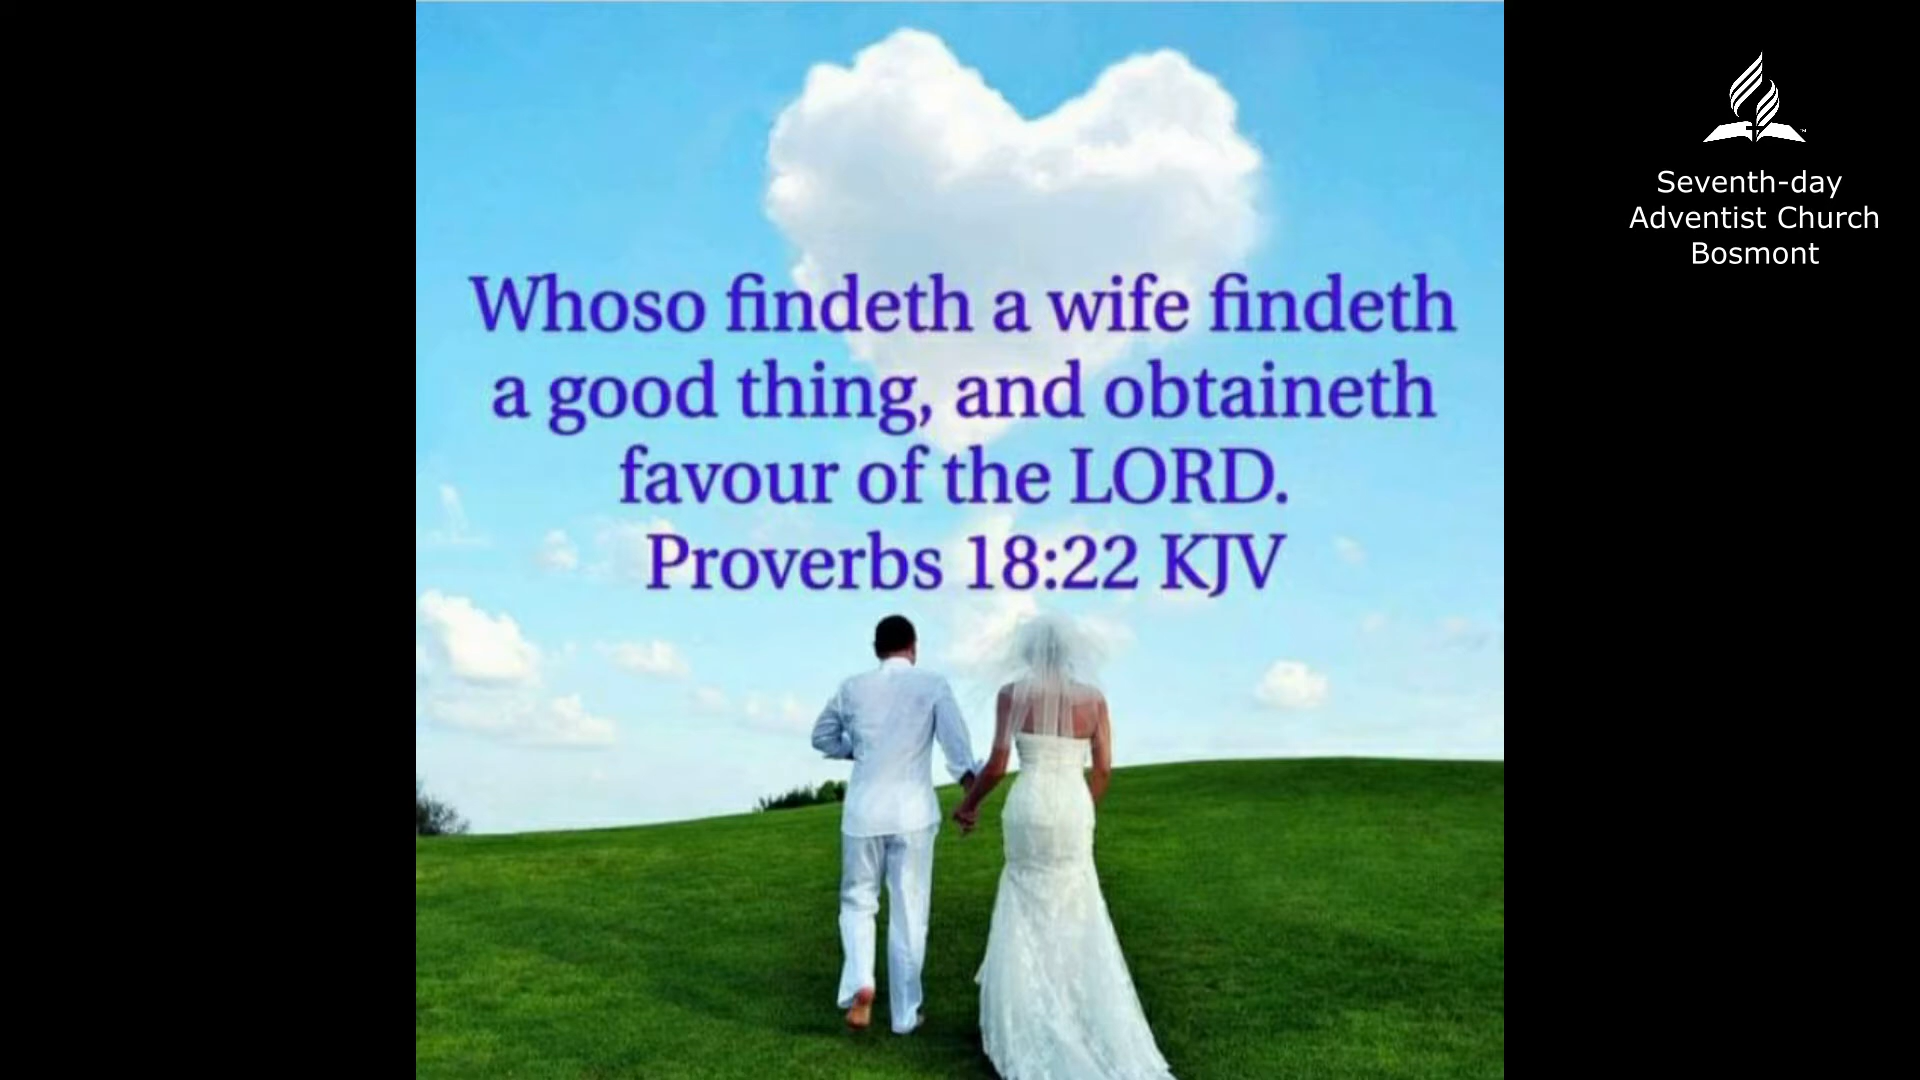 Whoso findeth a wife findeth
a good thing, and obtaineth
favour of the LORD.
Proverbs 18:22 KJV
Seventh-day
Adventist Church
Bosmont